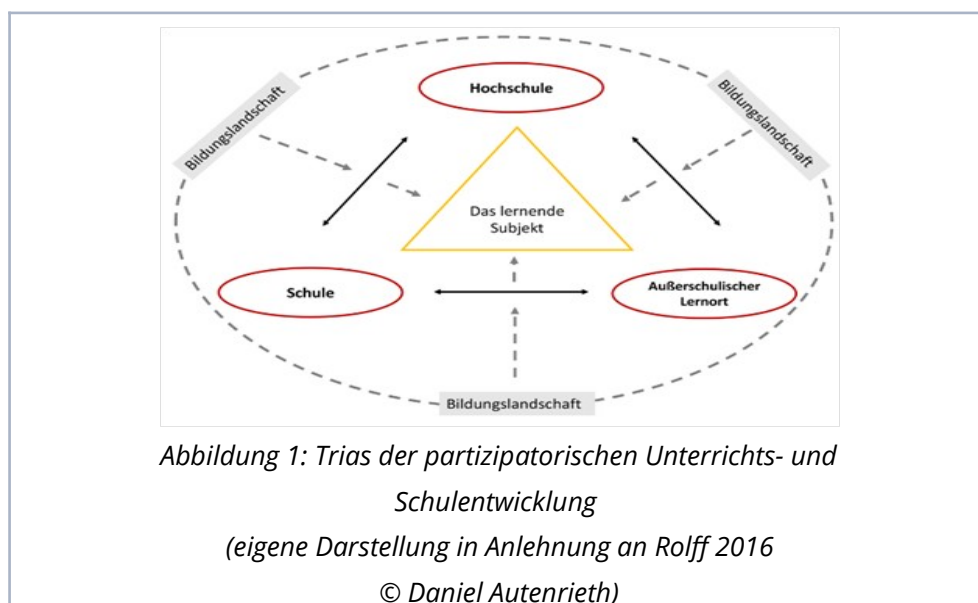 Hochschule
Bildungslandschaft
Bildungslandschaft
Das lernende
Subjekt
Schule
Außerschulischer
Lernort
Bildungslandschaft
Abbildung 1: Trias der partizipatorischen Unterrichts- und
Schulentwicklung
(eigene Darstellung in Anlehnung an Rolff 2016
© Daniel Autenrieth)